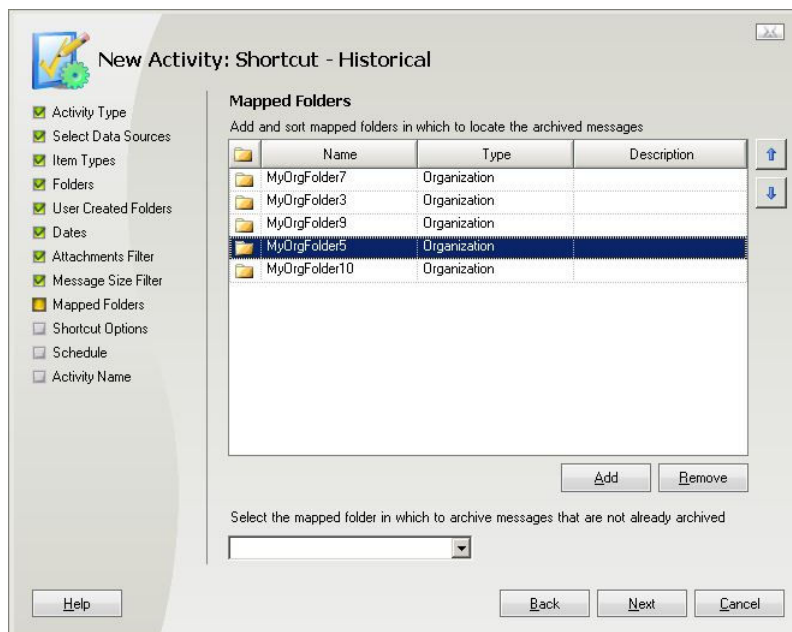 New Activity: Shortcut - Historical
Activity Type
Select Data Sources
Item Types
Folders
User Created Folders
Dates
Attachments Filter
Message Size Filter
Mapped Folders
Shortcut Options
Schedule
Activity Name
Mapped Folders
Add and sort mapped folders in which to locate the archived messages
Name Type Description
MyOrgFolder7 Organization
MyOrgFolder3 Organization
MyOrgFolder9 Organization
MyOrgFolder5 Organization
MyOrgFolder10 Organization
Add Remove
Select the mapped folder in which to archive messages that are not already archived
Help Back Next Cancel